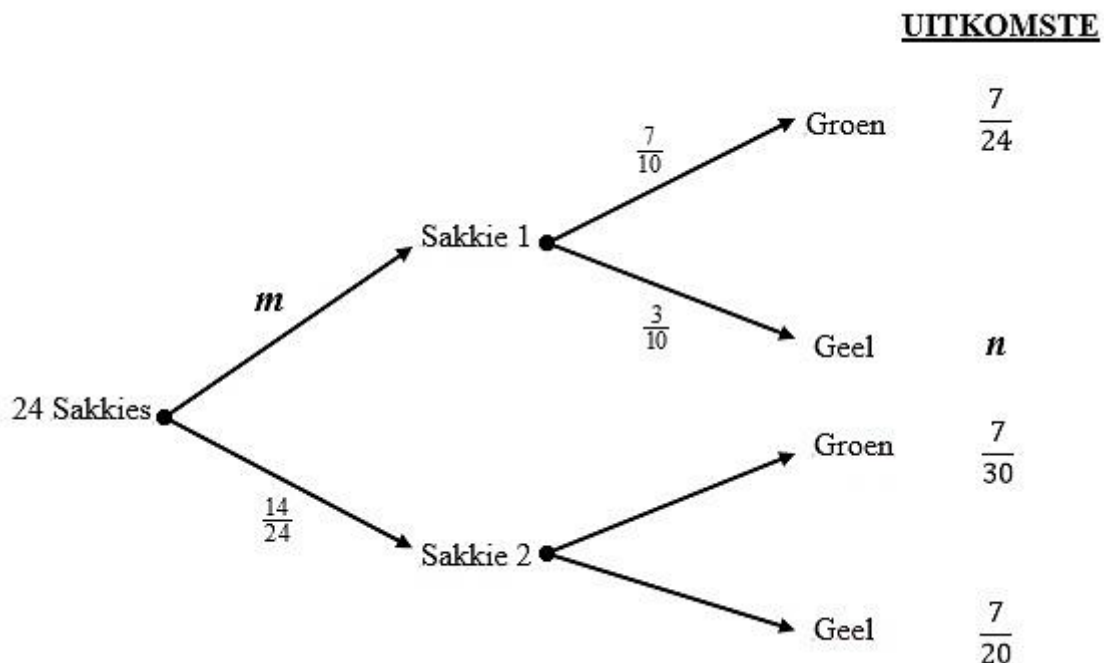 UITKOMSTE
7/10
Groen
7/24
Sakkie 1
m
3/10
Geel
n
24 Sakkies
Groen
7/30
14/24
Sakkie 2
Geel
7/20